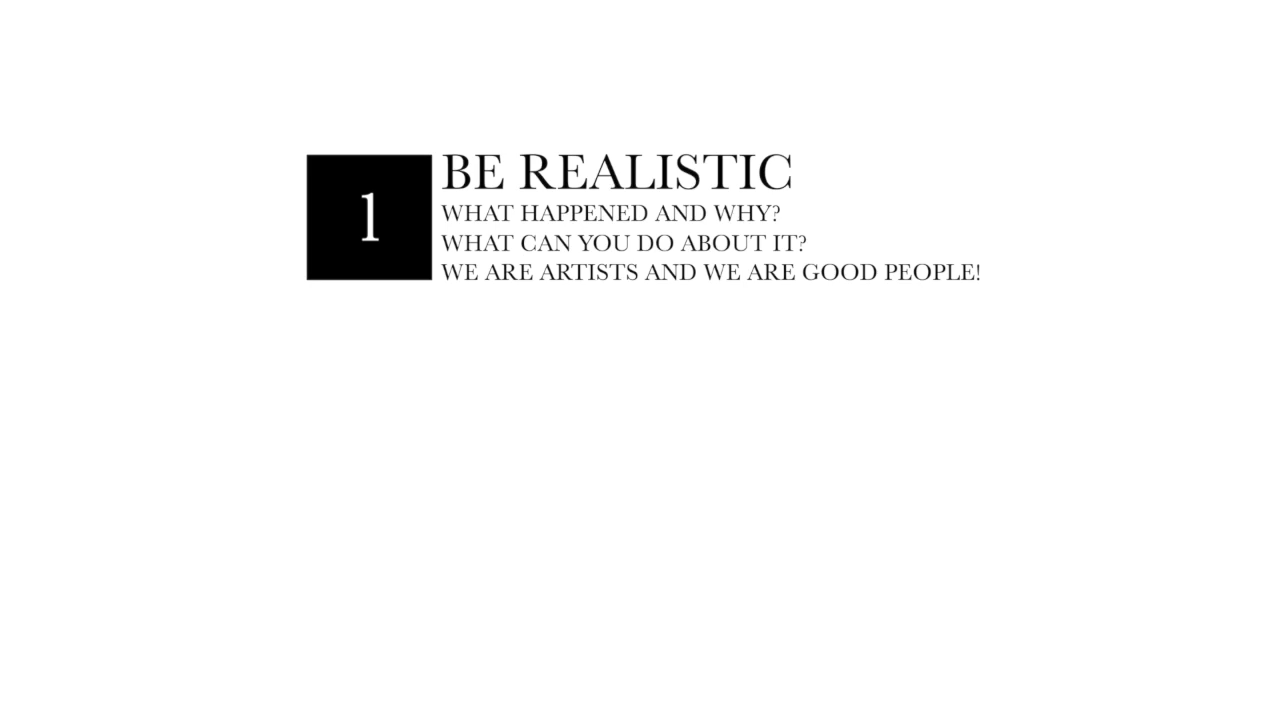 1
BE REALISTIC
WHAT HAPPENED AND WHY?
WHAT CAN YOU DO ABOUT IT?
WE ARE ARTISTS AND WE ARE GOOD PEOPLE!